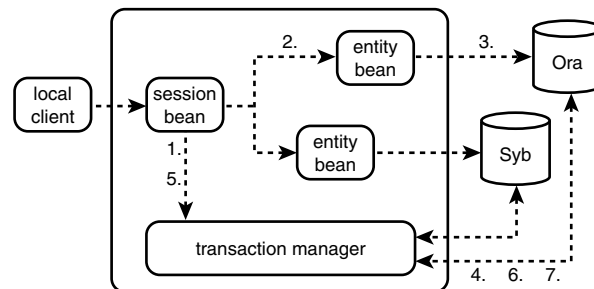 2.
entity
bean
3.
Ora
local
client
session
bean
1.
5.
entity
bean
Syb
transaction manager
4. 6. 7.